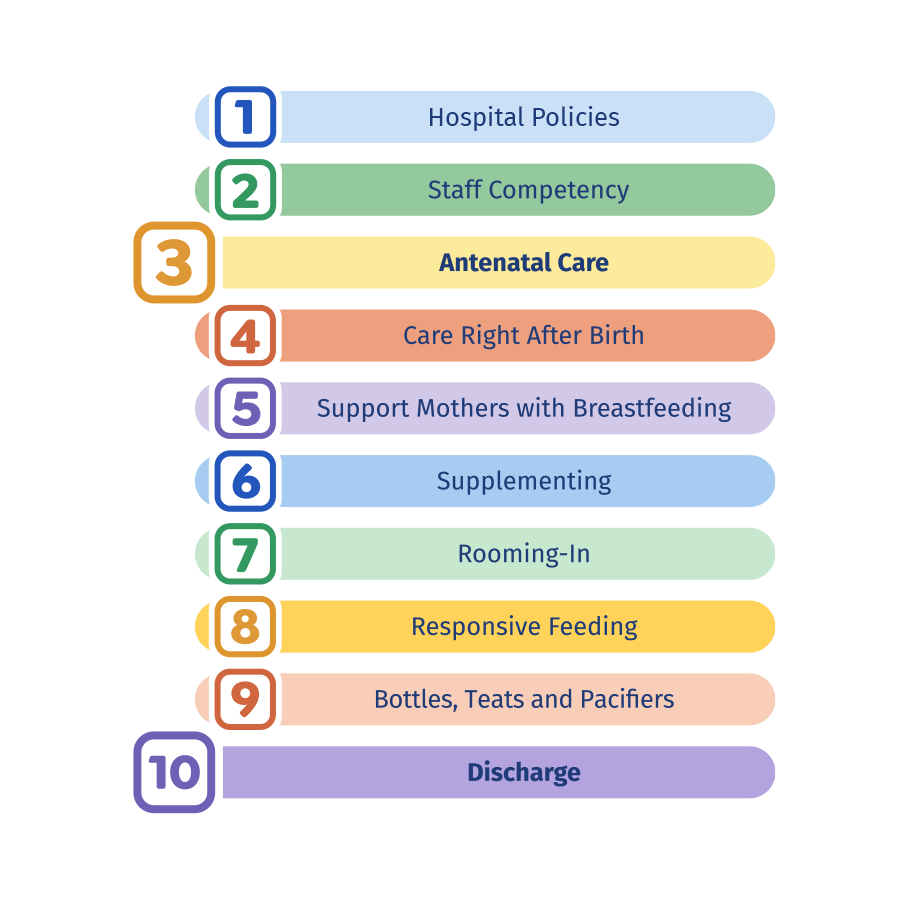 1 Hospital Policies
2 Staff Competency
3 Antenatal Care
4 Care Right After Birth
5 Support Mothers with Breastfeeding
6 Supplementing
7 Rooming-In
8 Responsive Feeding
9 Bottles, Teats and Pacifiers
10 Discharge